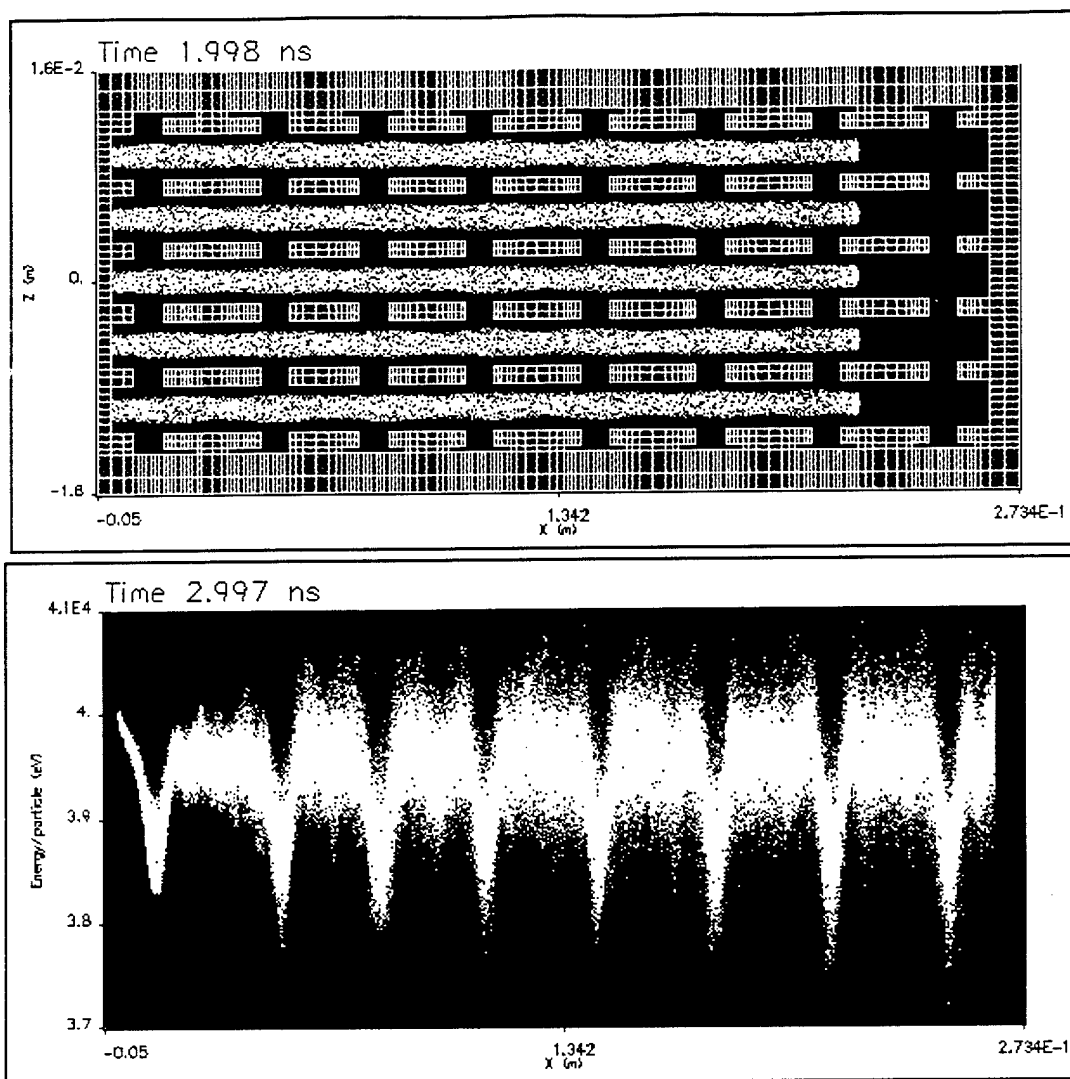 Time 1.998 ns
1.6E-2
Z (m)
0.
-1.8
-0.05
1.342
2.734E-1
X (m)
Time 2.997 ns
4.1E4
4.
Energy/particle (eV)
3.9
3.8
3.7
-0.05
1.342
2.734E-1
X (m)